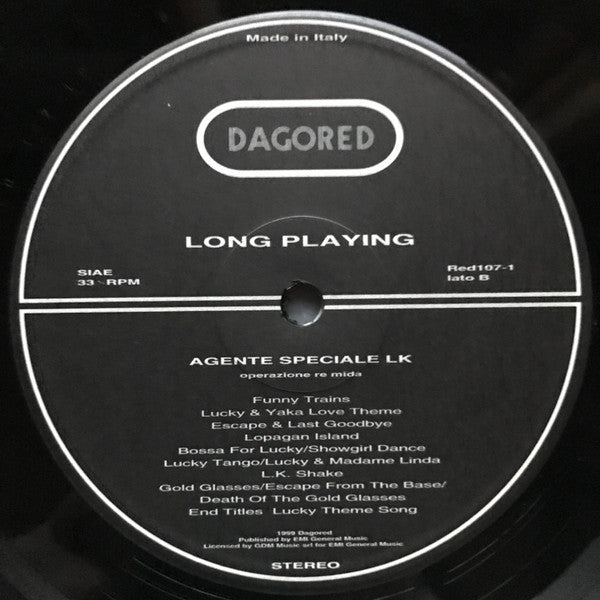 Made in Italy
DAGORED
LONG PLAYING
SIAE
33 RPM
Red107-1
lato B
AGENTE SPECIALE LK
operazione re mida
Funny Trains
Lucky & Yaka Love Theme
Escape & Last Goodbye
Lopagan Island
Bossa For Lucky/Showgirl Dance
Lucky Tango/Lucky & Madame Linda
L.K. Shake
Gold Glasses/Escape From The Base/
Death Of The Gold Glasses
End Titles Lucky Theme Song
1999 Dagored
Published by EMI General Music
Licensed by GDM Music srl for EMI General Music
STEREO